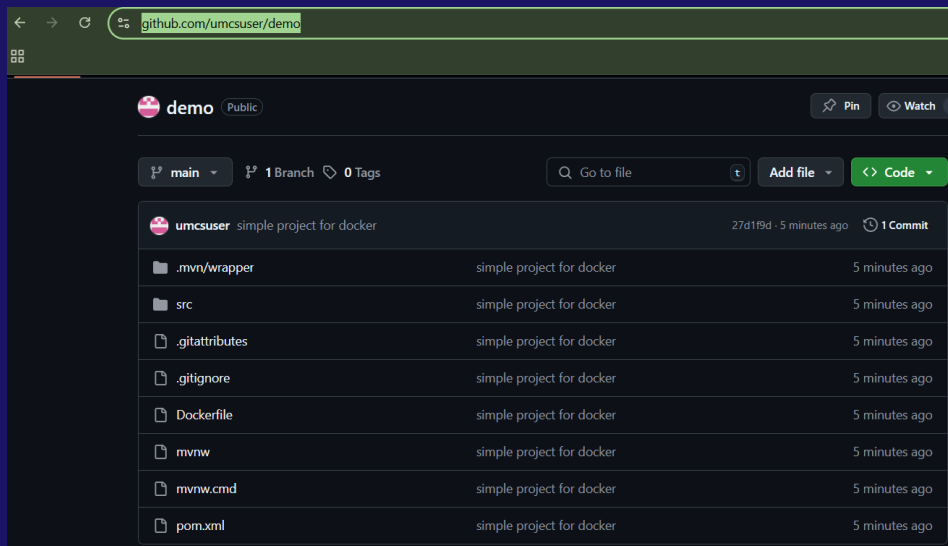 github.com/umcsuser/demo
demo Public Pin Watch
main 1 Branch 0 Tags Go to file t Add file Code
umcsuser simple project for docker 27d1f9d · 5 minutes ago 1 Commit
.mvn/wrapper simple project for docker 5 minutes ago
src simple project for docker 5 minutes ago
.gitattributes simple project for docker 5 minutes ago
.gitignore simple project for docker 5 minutes ago
Dockerfile simple project for docker 5 minutes ago
mvnw simple project for docker 5 minutes ago
mvnw.cmd simple project for docker 5 minutes ago
pom.xml simple project for docker 5 minutes ago